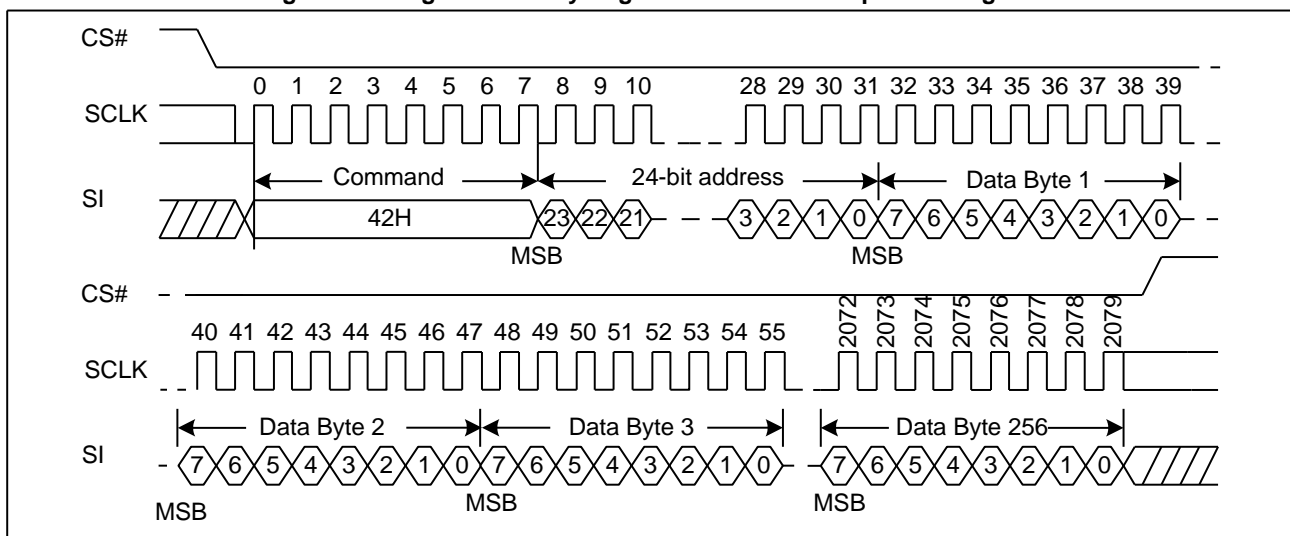 CS#
0 1 2 3 4 5 6 7 8 9 10 28 29 30 31 32 33 34 35 36 37 38 39
SCLK
Command 24-bit address Data Byte 1
SI
42H 23 22 21 3 2 1 0 7 6 5 4 3 2 1 0
MSB MSB
CS#
40 41 42 43 44 45 46 47 48 49 50 51 52 53 54 55 2072 2073 2074 2075 2076 2077 2078 2079
SCLK
Data Byte 2 Data Byte 3 Data Byte 256
SI
7 6 5 4 3 2 1 0 7 6 5 4 3 2 1 0 7 6 5 4 3 2 1 0
MSB MSB MSB